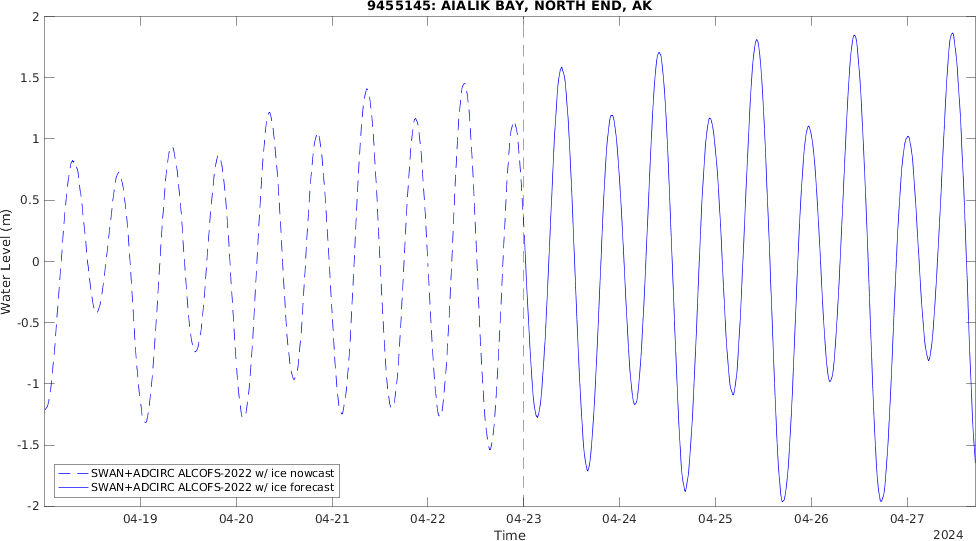 9455145: AIALIK BAY, NORTH END, AK
2
1.5
1
0.5
0
-0.5
-1
-1.5
-2
Water Level (m)
SWAN+ADCIRC ALCOFS-2022 w/ ice nowcast
SWAN+ADCIRC ALCOFS-2022 w/ ice forecast
04-19 04-20 04-21 04-22 04-23 04-24 04-25 04-26 04-27
Time
2024